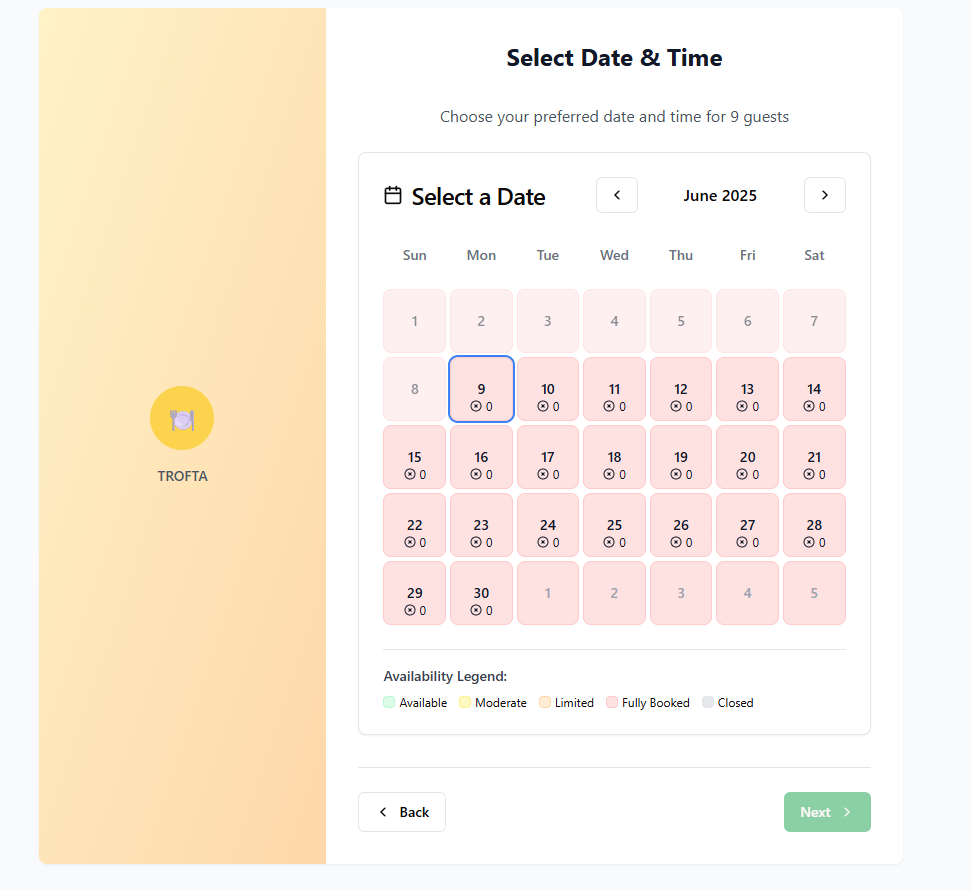 Select Date & Time
Choose your preferred date and time for 9 guests
Select a Date
June 2025
Sun Mon Tue Wed Thu Fri Sat
1 2 3 4 5 6 7
8 9 10 11 12 13 14
0 0 0 0 0 0
15 16 17 18 19 20 21
0 0 0 0 0 0 0
22 23 24 25 26 27 28
0 0 0 0 0 0 0
29 30 1 2 3 4 5
0 0
TROFTA
Availability Legend:
Available Moderate Limited Fully Booked Closed
Back Next